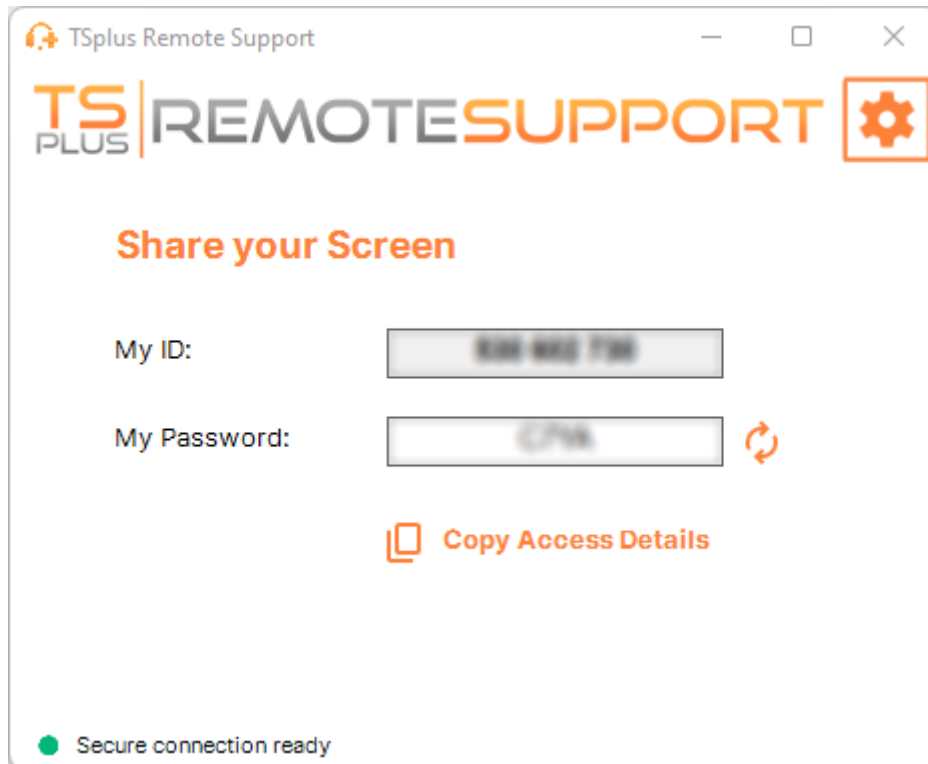 TSplus Remote Support
TS PLUS REMOTESUPPORT
Share your Screen
My ID:
My Password:
Copy Access Details
Secure connection ready